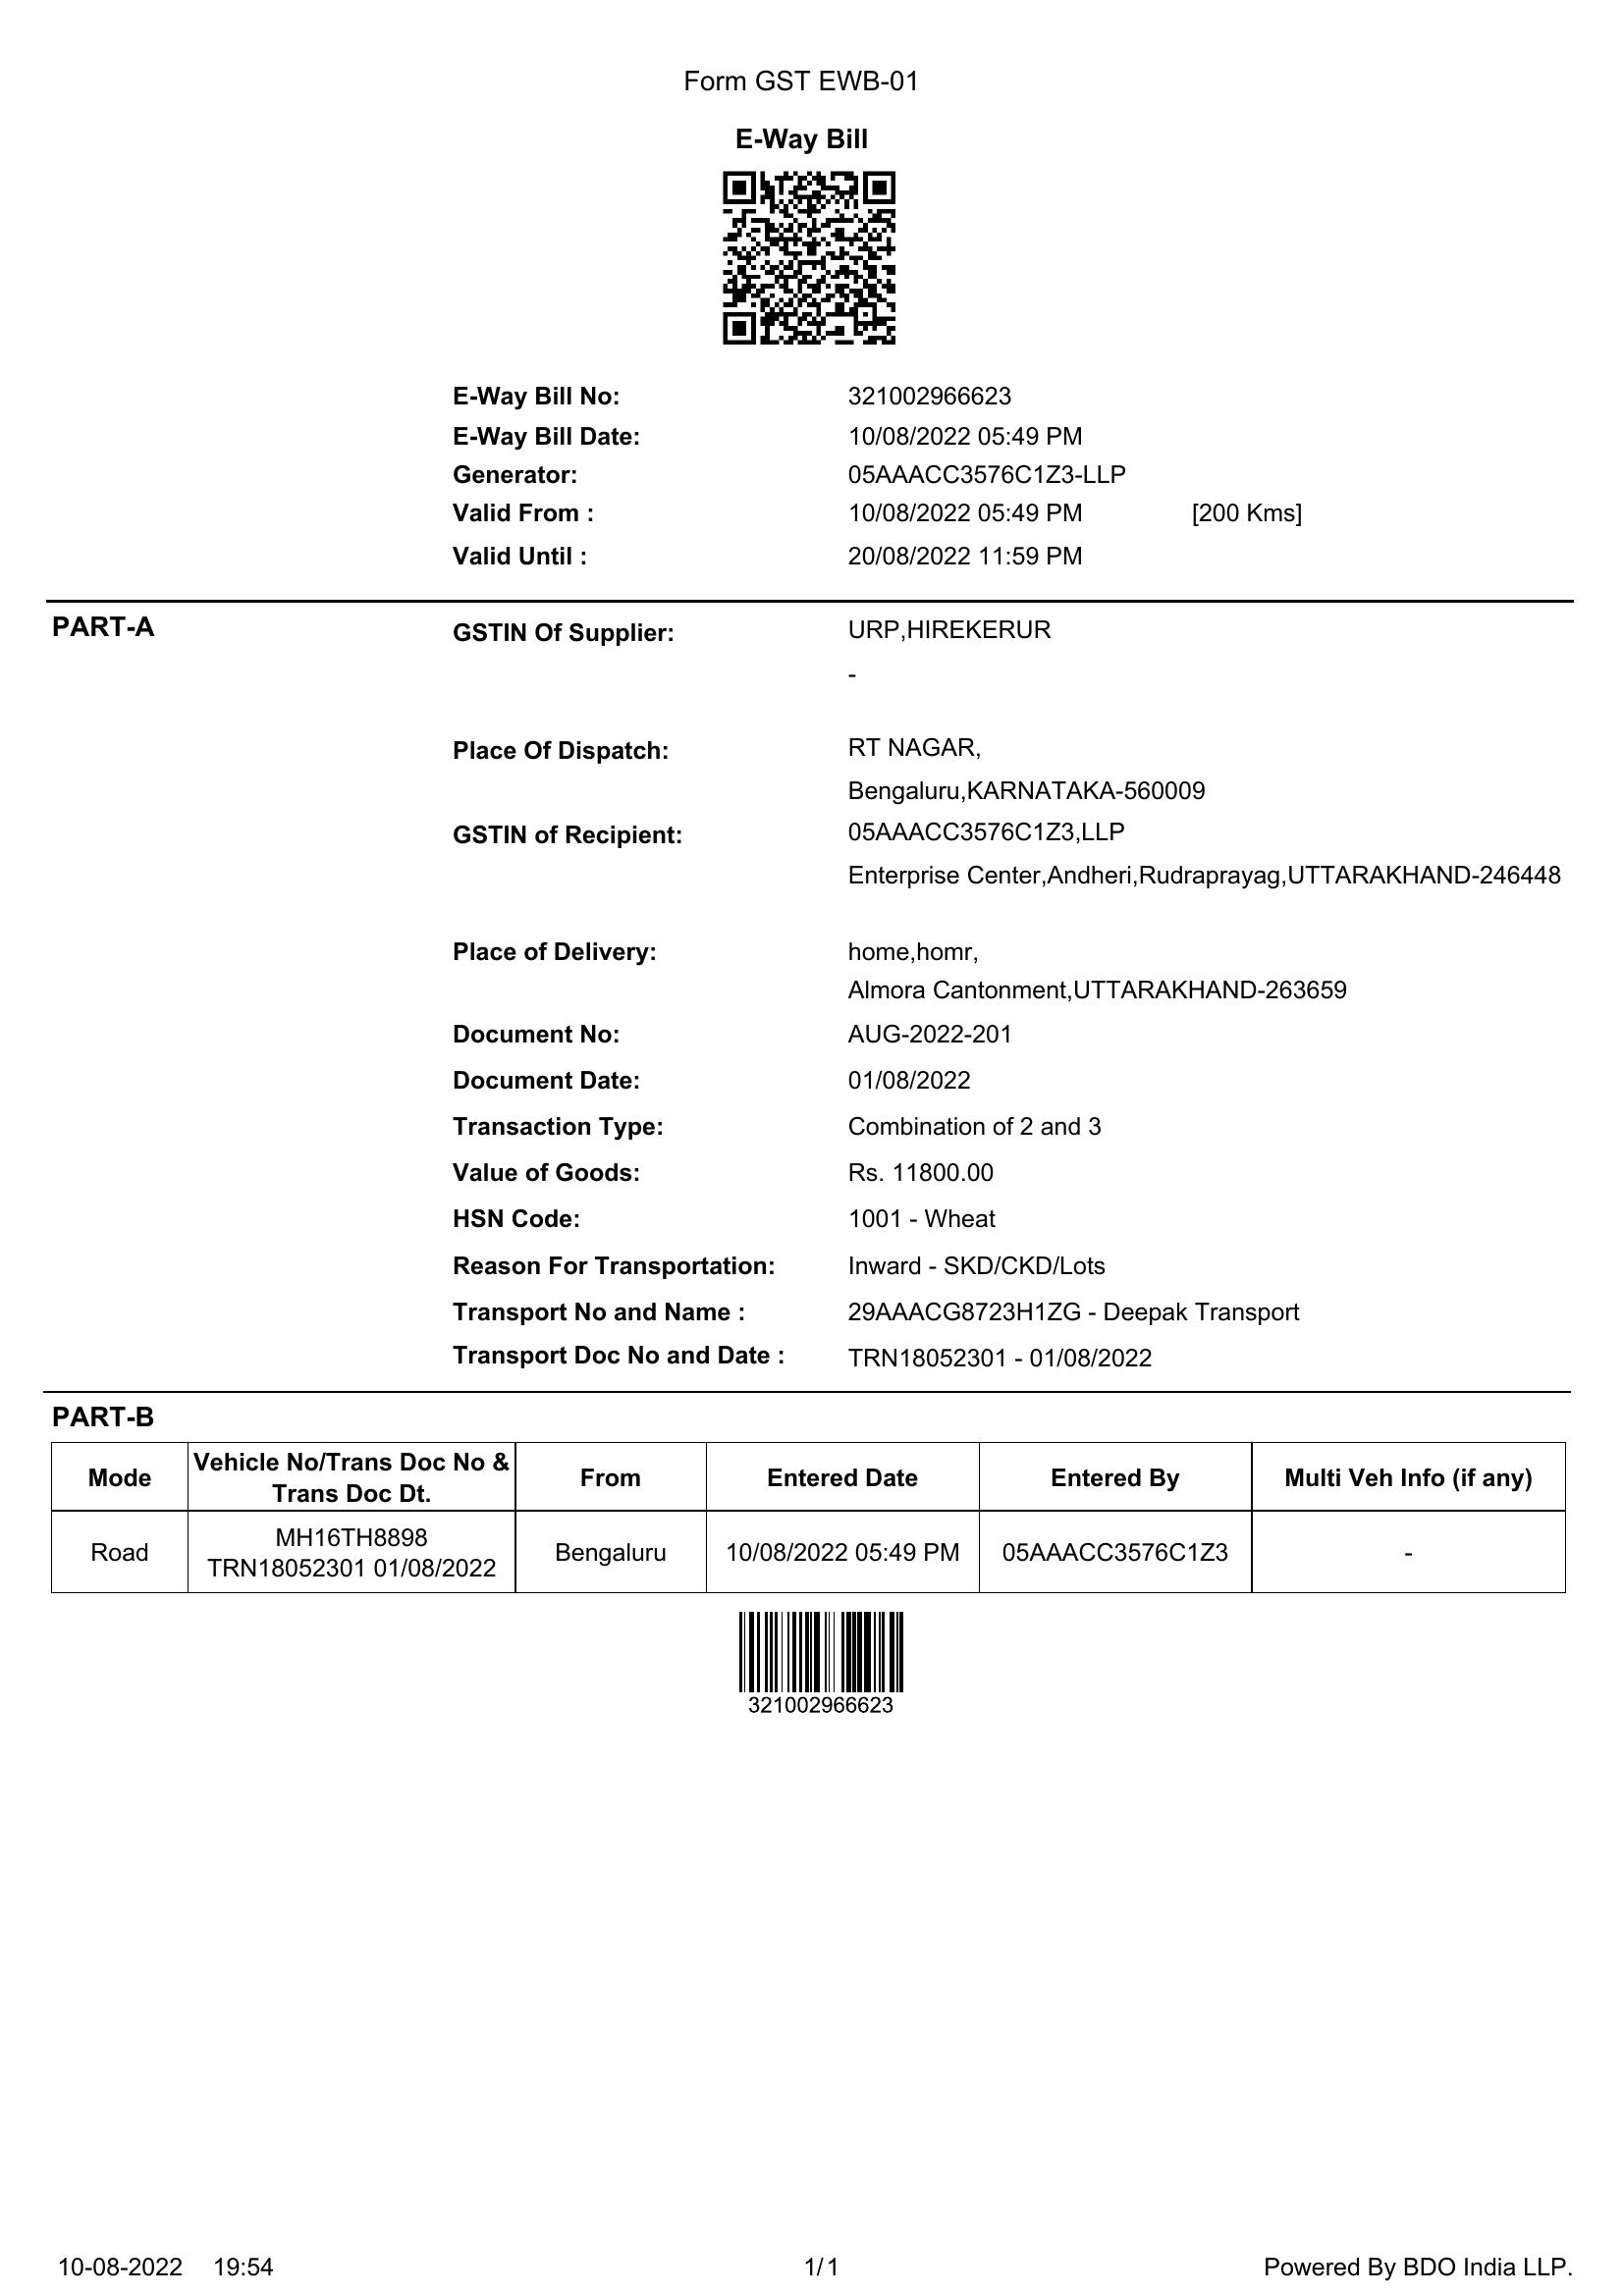 Form GST EWB-01
E-Way Bill
E-Way Bill No: 321002966623
E-Way Bill Date: 10/08/2022 05:49 PM
Generator: 05AAACC3576C1Z3-LLP
Valid From : 10/08/2022 05:49 PM [200 Kms]
Valid Until : 20/08/2022 11:59 PM
PART-A
GSTIN Of Supplier: URP,HIREKERUR
-
Place Of Dispatch: RT NAGAR,
Bengaluru,KARNATAKA-560009
GSTIN of Recipient: 05AAACC3576C1Z3,LLP
Enterprise Center,Andheri,Rudraprayag,UTTARAKHAND-246448
Place of Delivery: home,homr,
Almora Cantonment,UTTARAKHAND-263659
Document No: AUG-2022-201
Document Date: 01/08/2022
Transaction Type: Combination of 2 and 3
Value of Goods: Rs. 11800.00
HSN Code: 1001 - Wheat
Reason For Transportation: Inward - SKD/CKD/Lots
Transport No and Name : 29AAACG8723H1ZG - Deepak Transport
Transport Doc No and Date : TRN18052301 - 01/08/2022
PART-B
Mode Vehicle No/Trans Doc No & Trans Doc Dt. From Entered Date Entered By Multi Veh Info (if any)
Road MH16TH8898 TRN18052301 01/08/2022 Bengaluru 10/08/2022 05:49 PM 05AAACC3576C1Z3 -
321002966623
10-08-2022 19:54 1/1 Powered By BDO India LLP.